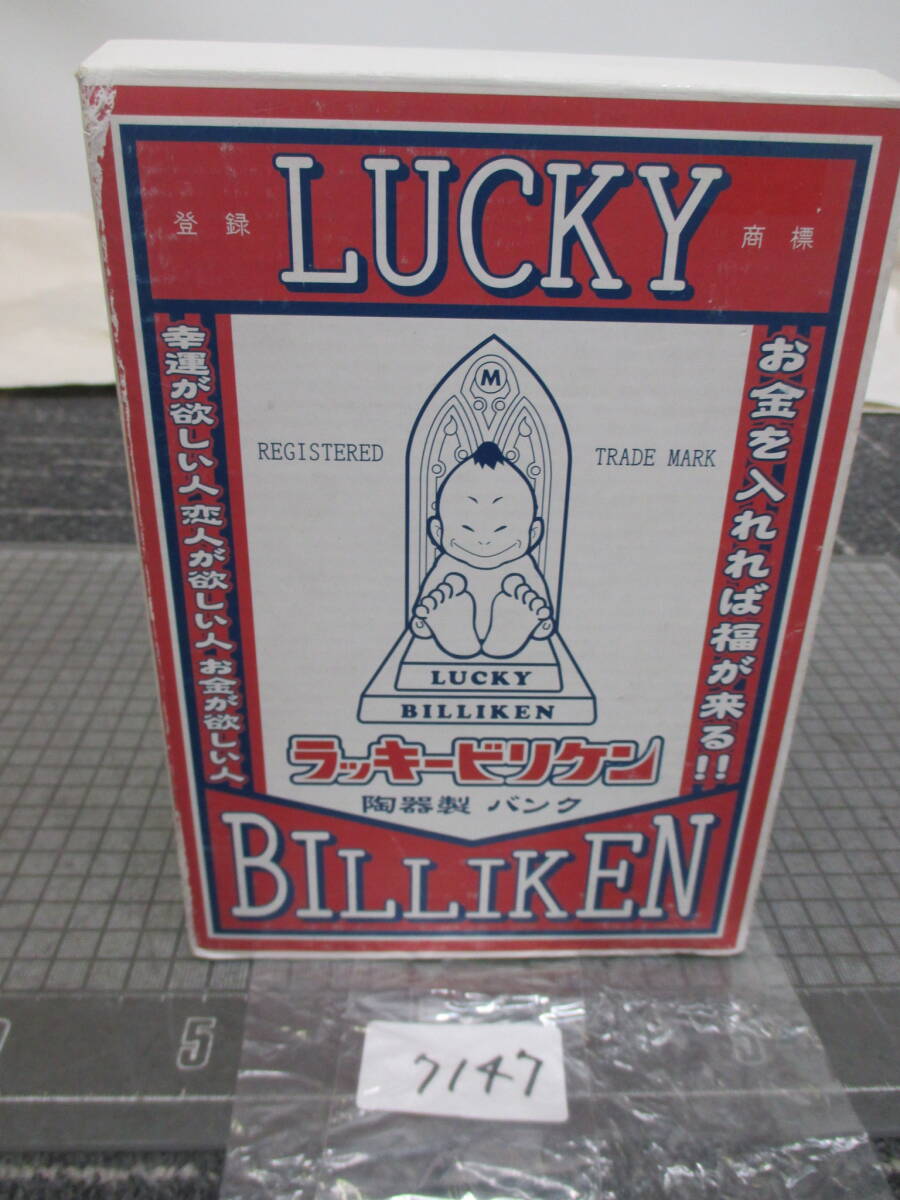 LUCKY
登録
商標
幸運が欲しい人 恋人が欲しい人 お金が欲しい人
お金を入れれば福が来る!!
M
REGISTERED
TRADE MARK
LUCKY
BILLIKEN
ラッキービリケン
陶器製 バンク
BILLIKEN
5
5
7147